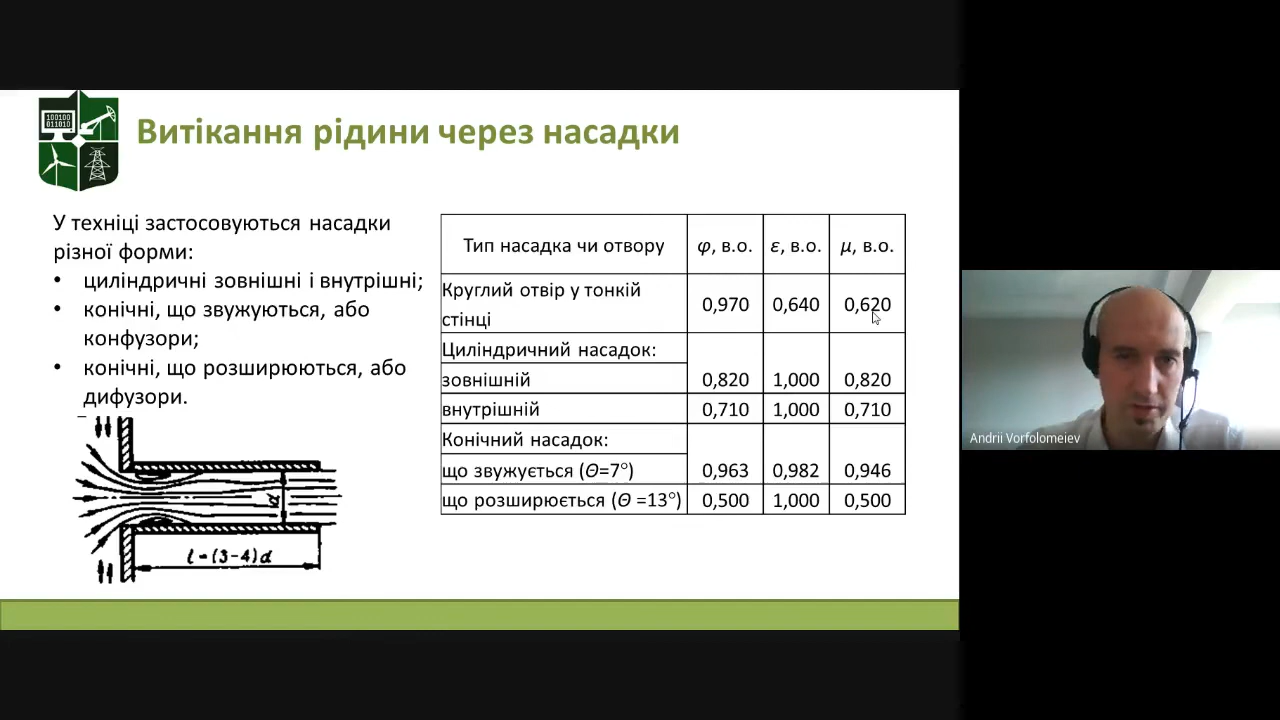 100100
011010
Витікання рідини через насадки
У техніці застосовуються насадки
різної форми:
• циліндричні зовнішні і внутрішні;
• конічні, що звужуються, або
конфузори;
• конічні, що розширюються, або
дифузори.
d
l=(3-4)d
Тип насадка чи отвору φ, в.о. ε, в.о. μ, в.о.
Круглий отвір у тонкій
стінці 0,970 0,640 0,620
Циліндричний насадок:
зовнішній 0,820 1,000 0,820
внутрішній 0,710 1,000 0,710
Конічний насадок:
що звужується (Θ=7°) 0,963 0,982 0,946
що розширюється (Θ =13°) 0,500 1,000 0,500
Andrii Vorfolomeiev